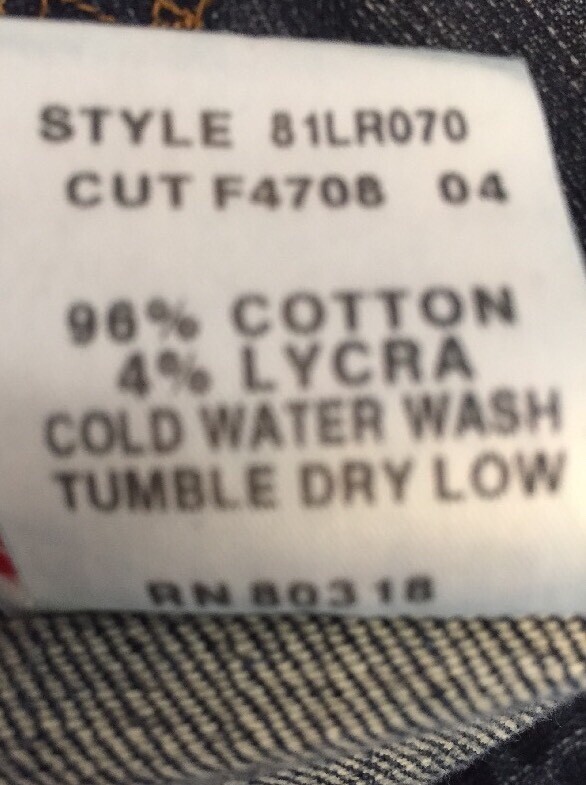 STYLE 81LR070
CUT F4708 04
96% COTTON
4% LYCRA
COLD WATER WASH
TUMBLE DRY LOW
RN 80318